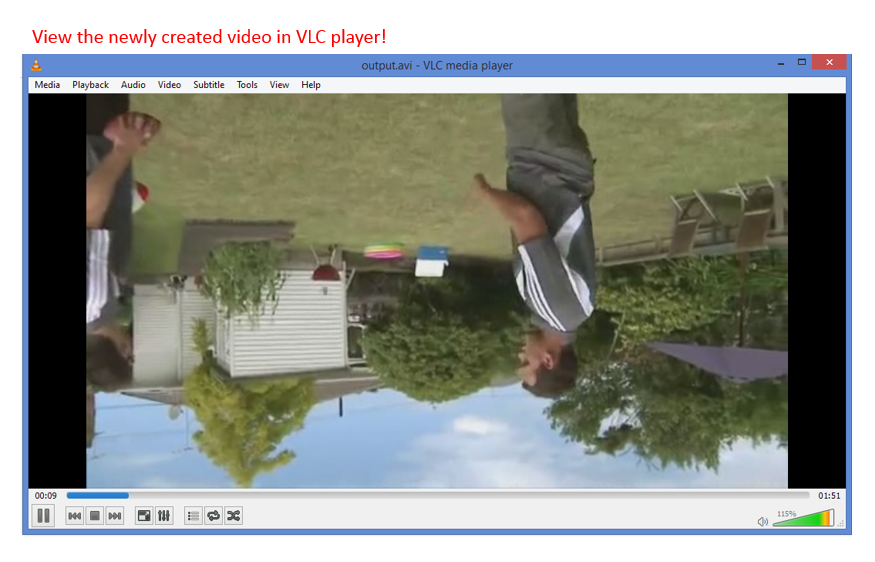 View the newly created video in VLC player!
output.avi - VLC media player
Media Playback Audio Video Subtitle Tools View Help
00:09 01:51
115%